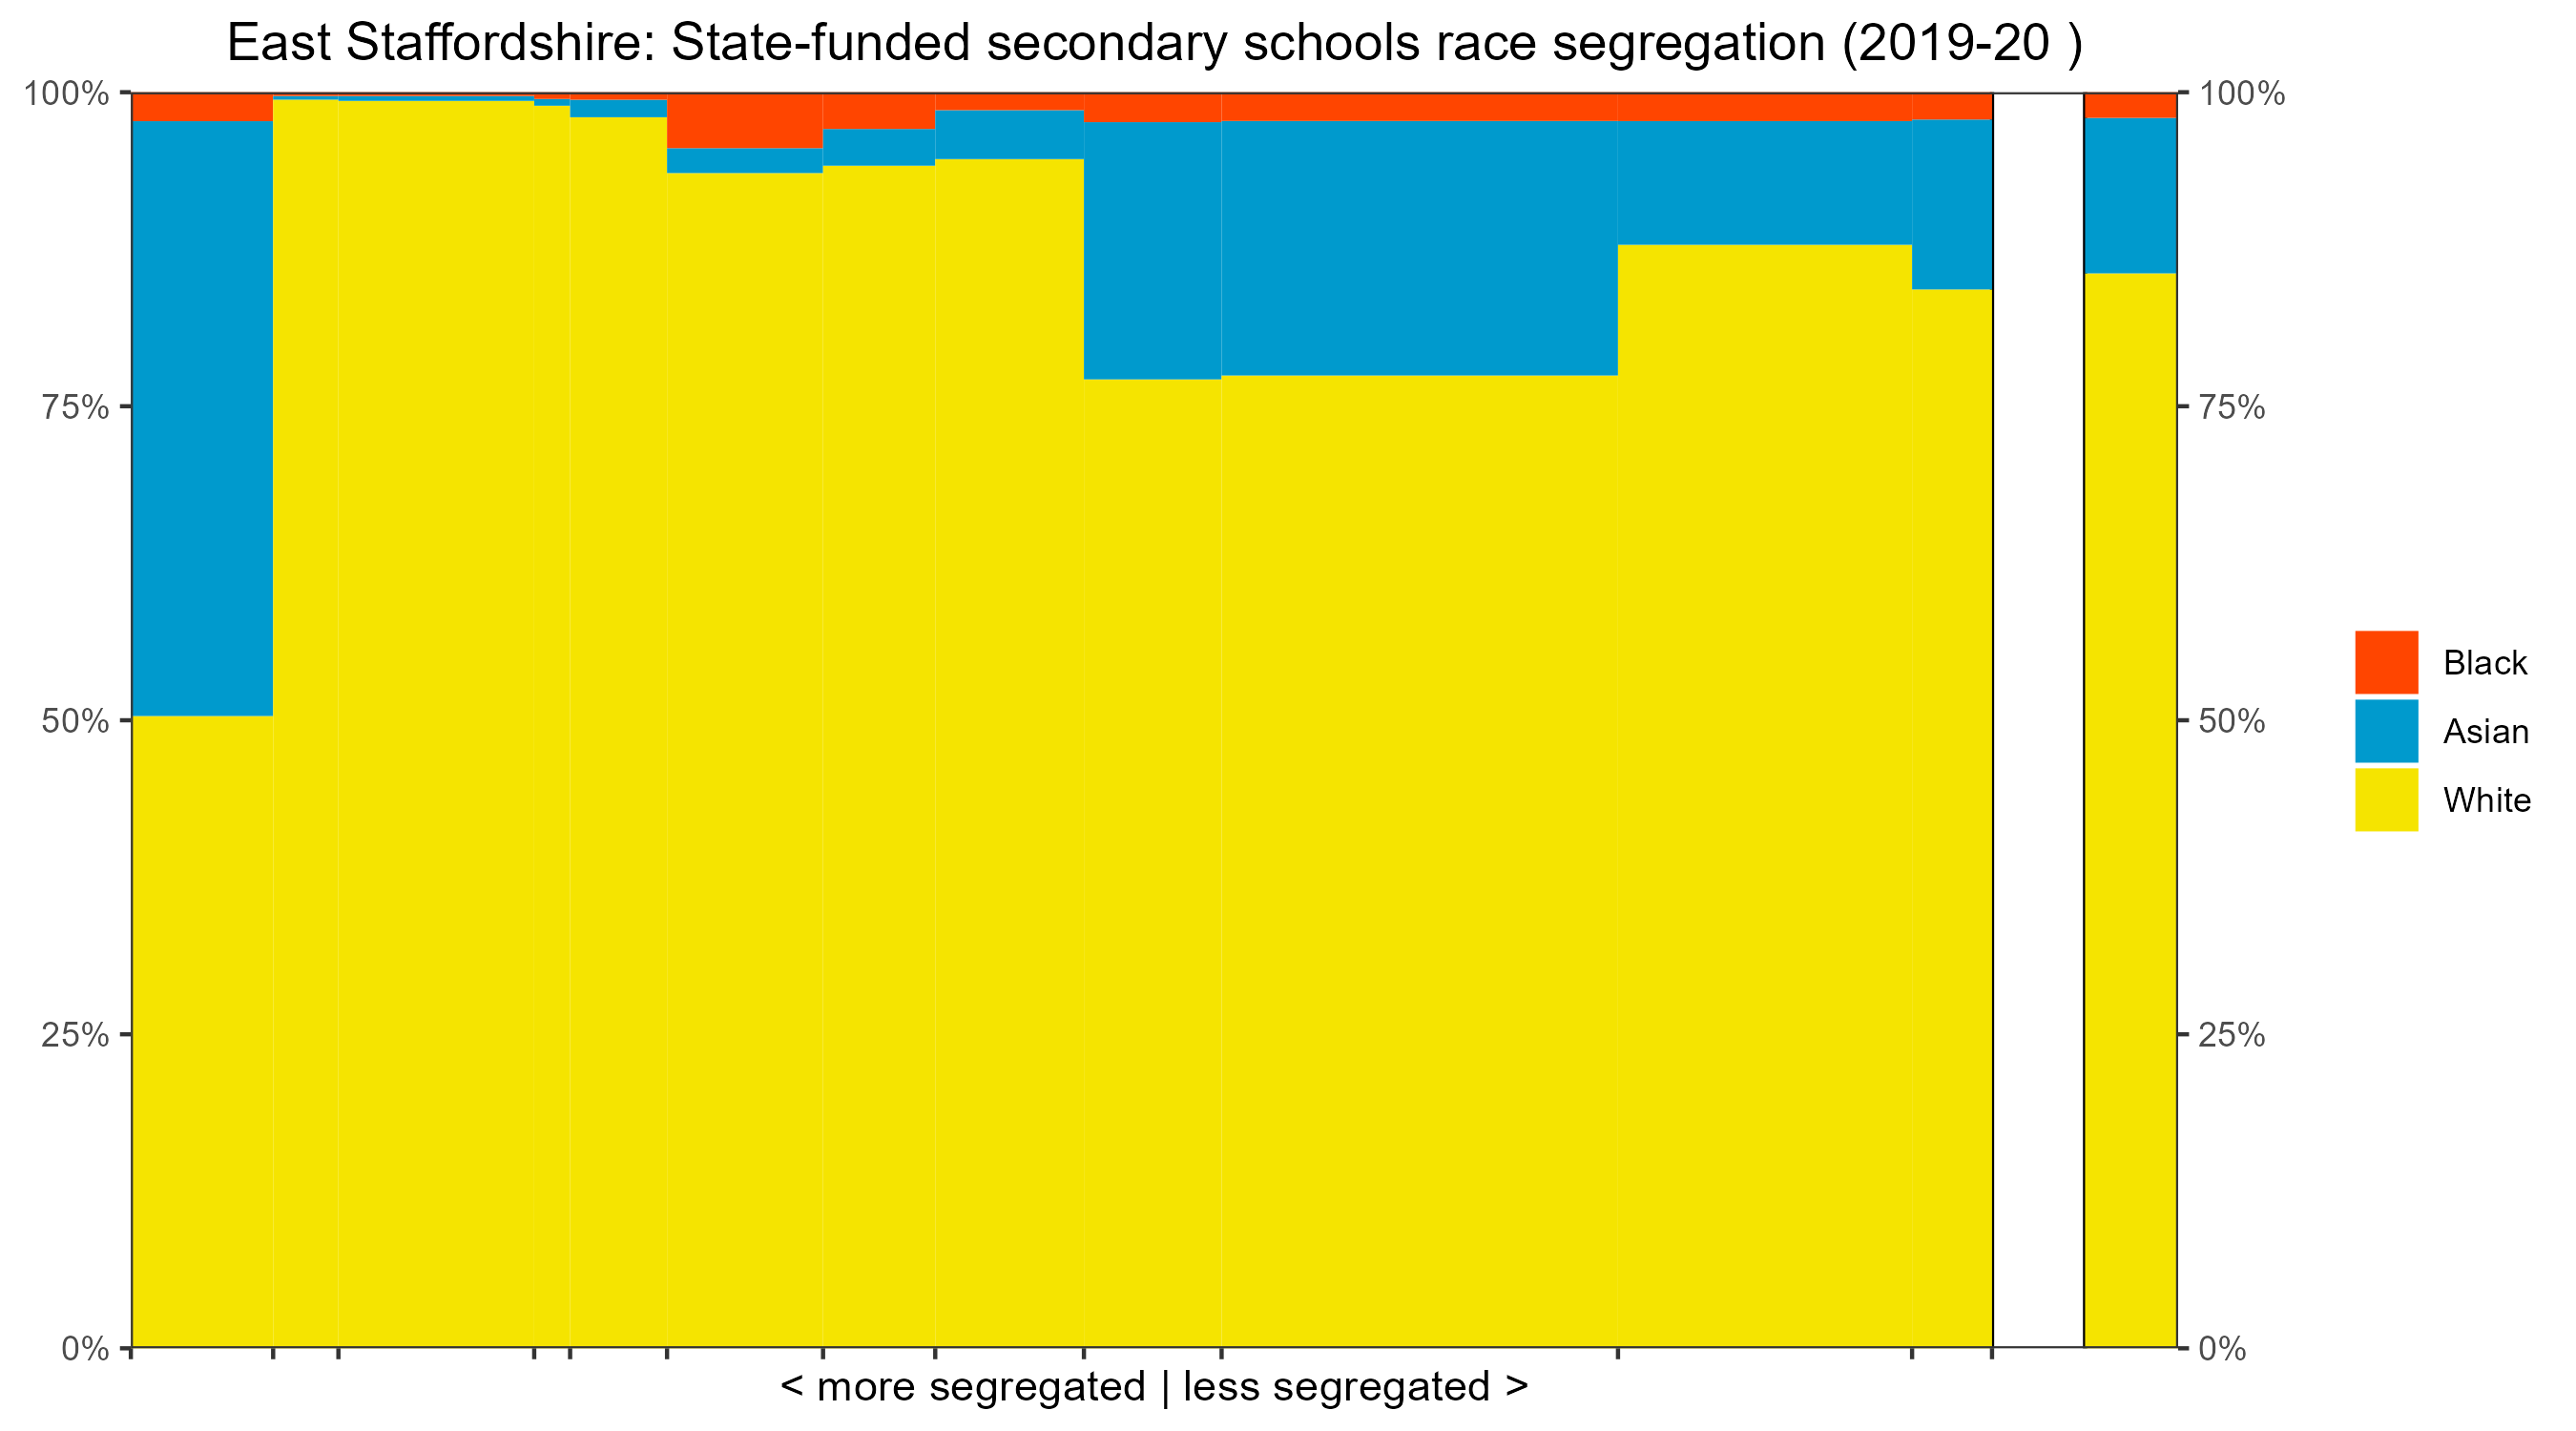 East Staffordshire: State-funded secondary schools race segregation (2019-20 )
100%
75%
50%
25%
0%
100%
75%
50%
25%
0%
Black
Asian
White
< more segregated | less segregated >